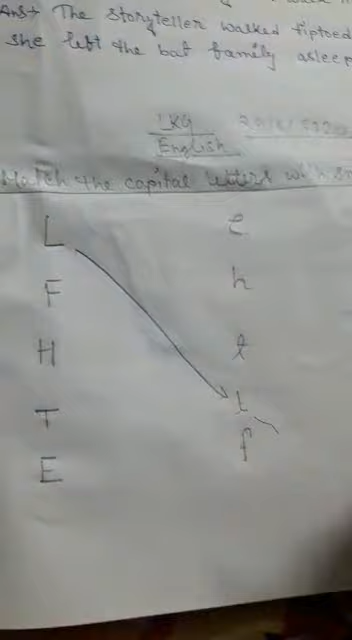 Ans→ The storyteller walked tiptoed
She left the bat family asleep
LKG
English
Match the capital letters with
L e
F h
H l
T t
E f